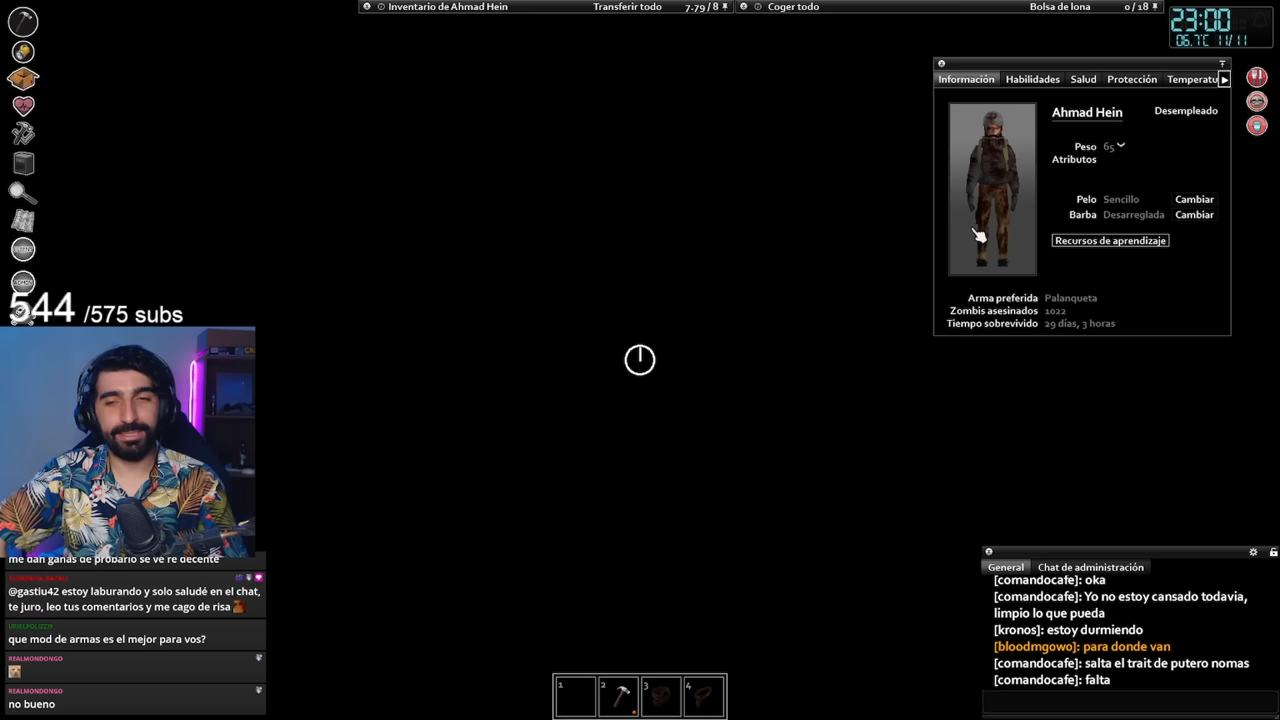 Inventario de Ahmad Hein Transferir todo 7.79 / 8
Coger todo Bolsa de lona 0 / 18
23:00
06.7C 11/11
Información Habilidades Salud Protección Temperatu
Ahmad Hein Desempleado
Peso 65
Atributos
Pelo Sencillo Cambiar
Barba Desarreglada Cambiar
Recursos de aprendizaje
Arma preferida Palanqueta
Zombis asesinados 1022
Tiempo sobrevivido 29 días, 3 horas
544 /575 subs
me dan ganas de probarlo se ve re decente
@gastiu42 estoy laburando y solo saludé en el chat,
te juro, leo tus comentarios y me cago de risa
que mod de armas es el mejor para vos?
REALMONDONGO
REALMONDONGO
no bueno
1 2 3 4
General Chat de administración
[comandocafe]: oka
[comandocafe]: Yo no estoy cansado todavia,
limpio lo que pueda
[kronos]: estoy durmiendo
[bloodmgowo]: para donde van
[comandocafe]: salta el trait de putero nomas
[comandocafe]: falta